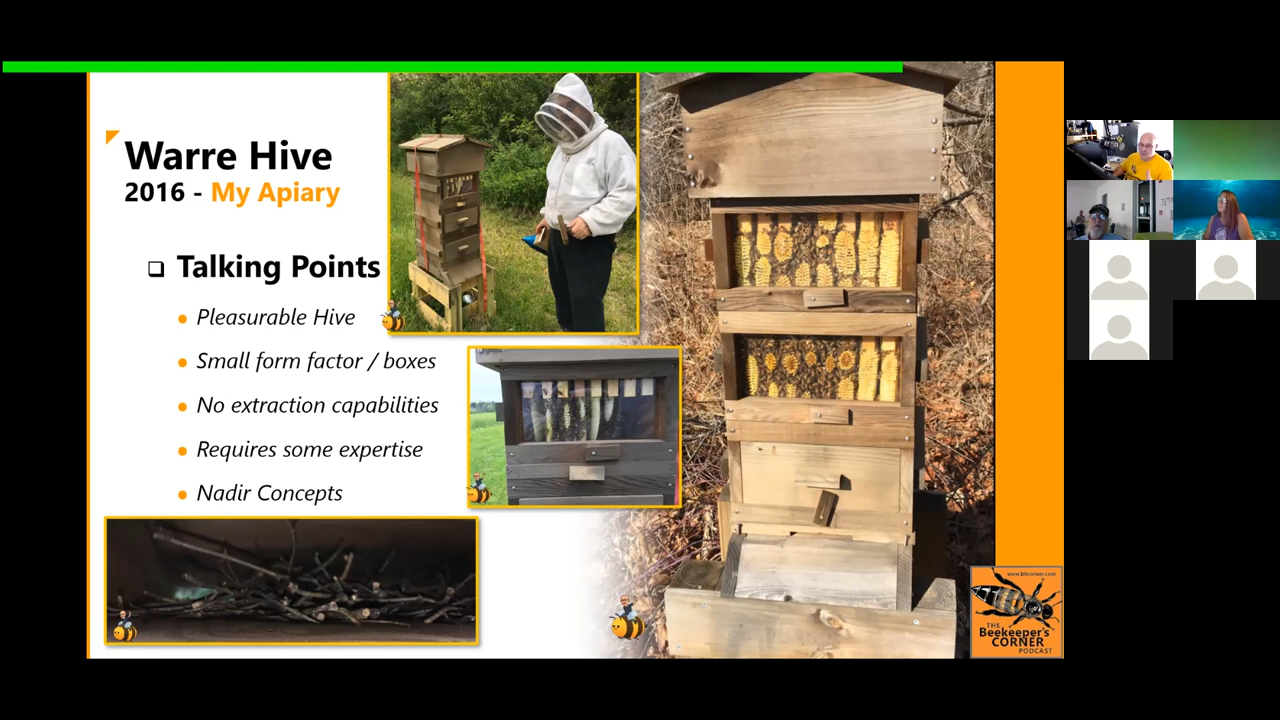 Warre Hive
2016 - My Apiary
❑ Talking Points
• Pleasurable Hive
• Small form factor / boxes
• No extraction capabilities
• Requires some expertise
• Nadir Concepts
www.bkcorner.com
THE
Beekeeper's
CORNER
PODCAST